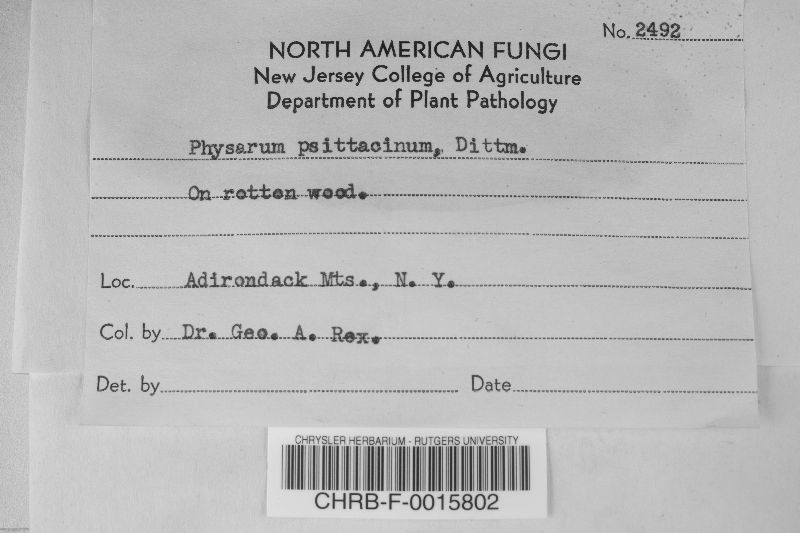 No. 2492
NORTH AMERICAN FUNGI
New Jersey College of Agriculture
Department of Plant Pathology
Physarum psittacinum, Dittm.
On rotten wood.
Loc. Adirondack Mts., N. Y.
Col. by Dr. Geo. A. Rex.
Det. by Date
CHRYSLER HERBARIUM - RUTGERS UNIVERSITY
CHRB-F-0015802